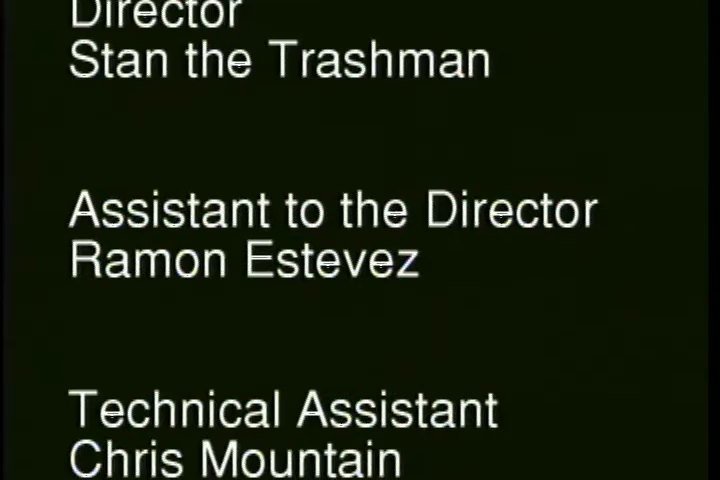 Director
Stan the Trashman
Assistant to the Director
Ramon Estevez
Technical Assistant
Chris Mountain